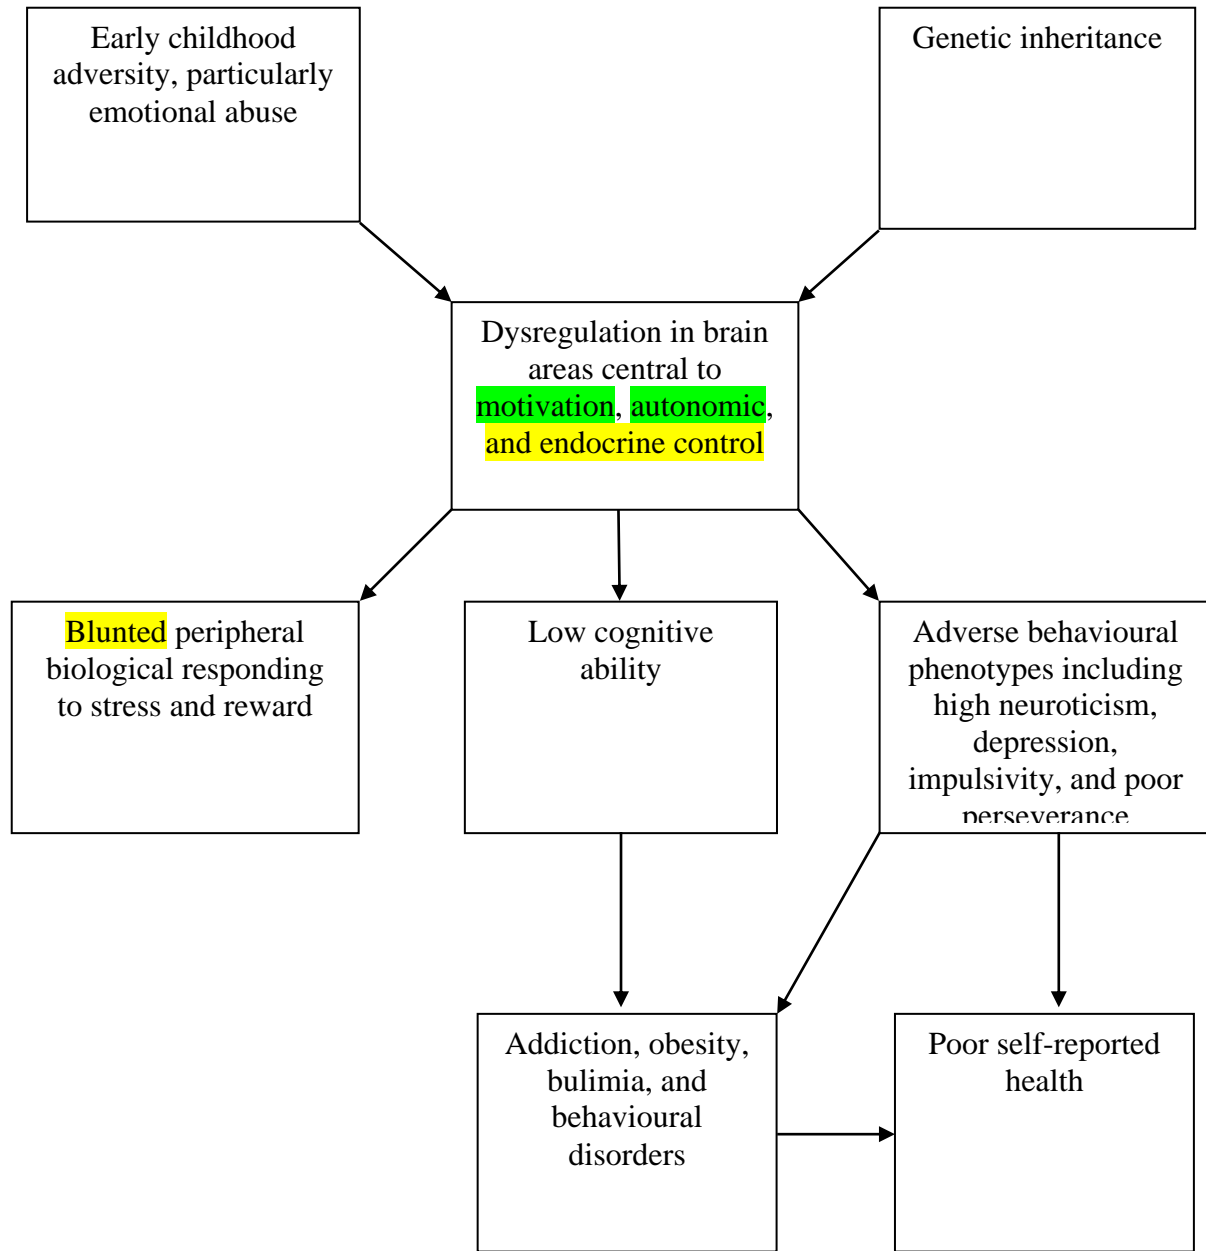 Early childhood
adversity, particularly
emotional abuse
Genetic inheritance
Dysregulation in brain
areas central to
motivation, autonomic,
and endocrine control
Blunted peripheral
biological responding
to stress and reward
Low cognitive
ability
Adverse behavioural
phenotypes including
high neuroticism,
depression,
impulsivity, and poor
perseverance
Addiction, obesity,
bulimia, and
behavioural
disorders
Poor self-reported
health